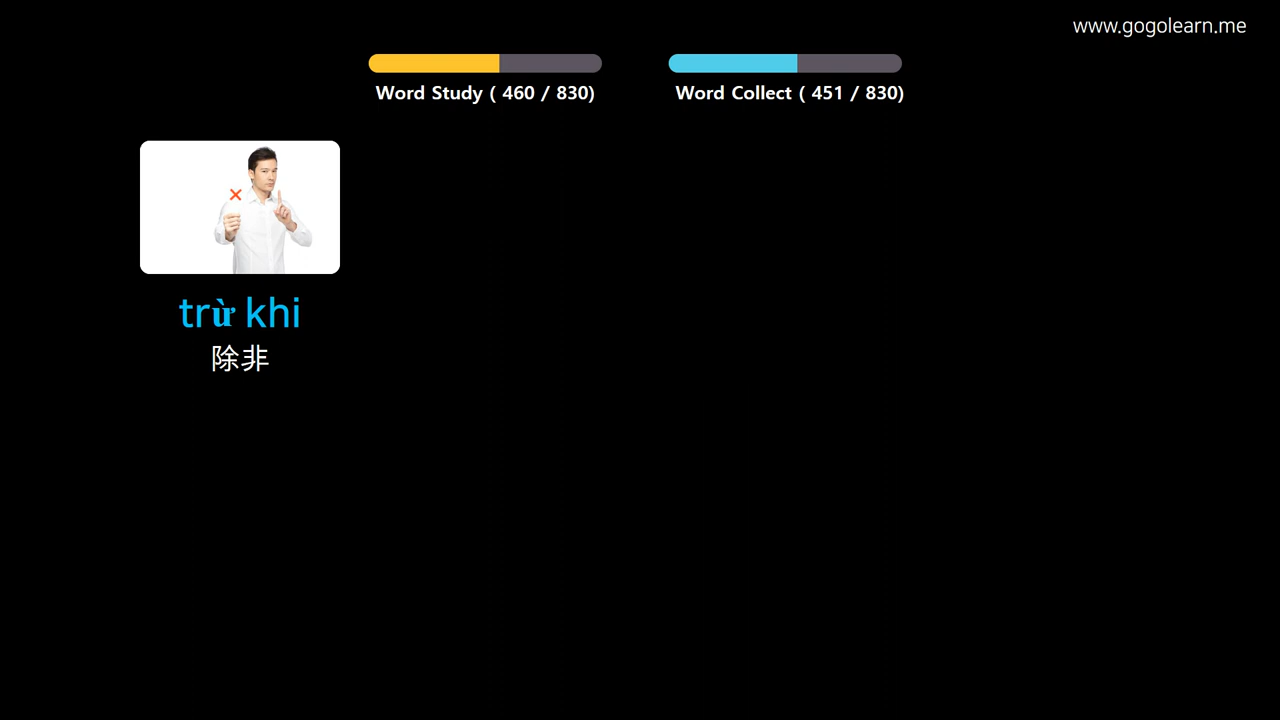 www.gogolearn.me
Word Study ( 460 / 830)
Word Collect ( 451 / 830)
trừ khi
除非